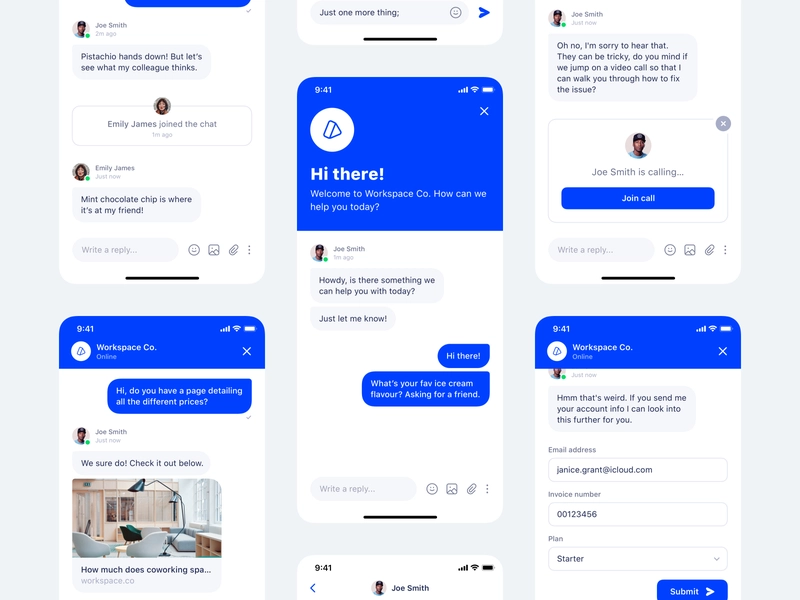 Joe Smith
2m ago
Pistachio hands down! But let's
see what my colleague thinks.
Emily James joined the chat
1m ago
Emily James
Just now
Mint chocolate chip is where
it's at my friend!
Write a reply...
9:41
Workspace Co.
Online
Hi, do you have a page detailing
all the different prices?
Joe Smith
Just now
We sure do! Check it out below.
How much does coworking spa...
workspace.co
Just one more thing;
9:41
Hi there!
Welcome to Workspace Co. How can we
help you today?
Joe Smith
1m ago
Howdy, is there something we
can help you with today?
Just let me know!
Hi there!
What's your fav ice cream
flavour? Asking for a friend.
Write a reply...
9:41
Joe Smith
Joe Smith
Just now
Oh no, I'm sorry to hear that.
They can be tricky, do you mind if
we jump on a video call so that I
can walk you through how to fix
the issue?
Joe Smith is calling...
Join call
Write a reply...
9:41
Workspace Co.
Online
Just now
Hmm that's weird. If you send me
your account info I can look into
this further for you.
Email address
janice.grant@icloud.com
Invoice number
00123456
Plan
Starter
Submit